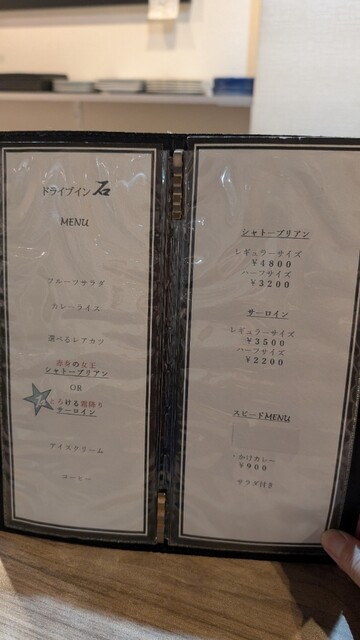 ドライブイン 石
MENU
フルーツサラダ
カレーライス
選べるレアカツ
赤身の女王
シャトーブリアン
OR
とろける霜降り
サーロイン
アイスクリーム
コーヒー
シャトーブリアン
レギュラーサイズ
￥4800
ハーフサイズ
￥3200
サーロイン
レギュラーサイズ
￥3500
ハーフサイズ
￥2200
スピードMENU
・かけカレー
￥900
サラダ付き